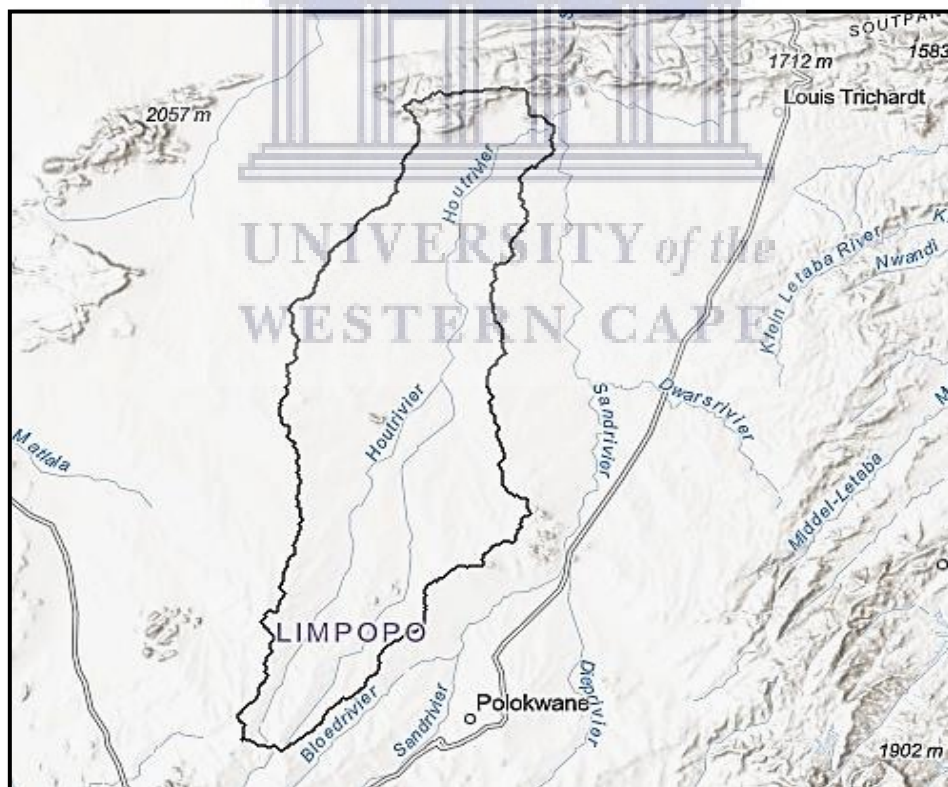 SOUTPAN
1583
1712 m
Louis Trichardt
2057 m
Houtrivier
UNIVERSITY of the
WESTERN CAPE
Klein Letaba River
K
Nwandi
Dwarsrivier
Sandrivier
Houtrivier
M
Matlala
Middel-Letaba
LIMPOPO
Polokwane
Bloedrivier
Sandrivier
Dieprivier
1902 m